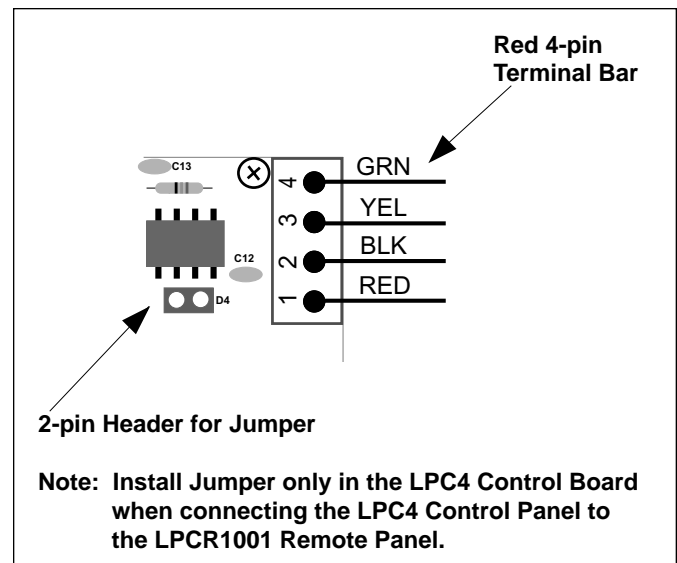 Red 4-pin
Terminal Bar
C13
4 GRN
3 YEL
C12
2 BLK
1 RED
D4
2-pin Header for Jumper
Note: Install Jumper only in the LPC4 Control Board
when connecting the LPC4 Control Panel to
the LPCR1001 Remote Panel.